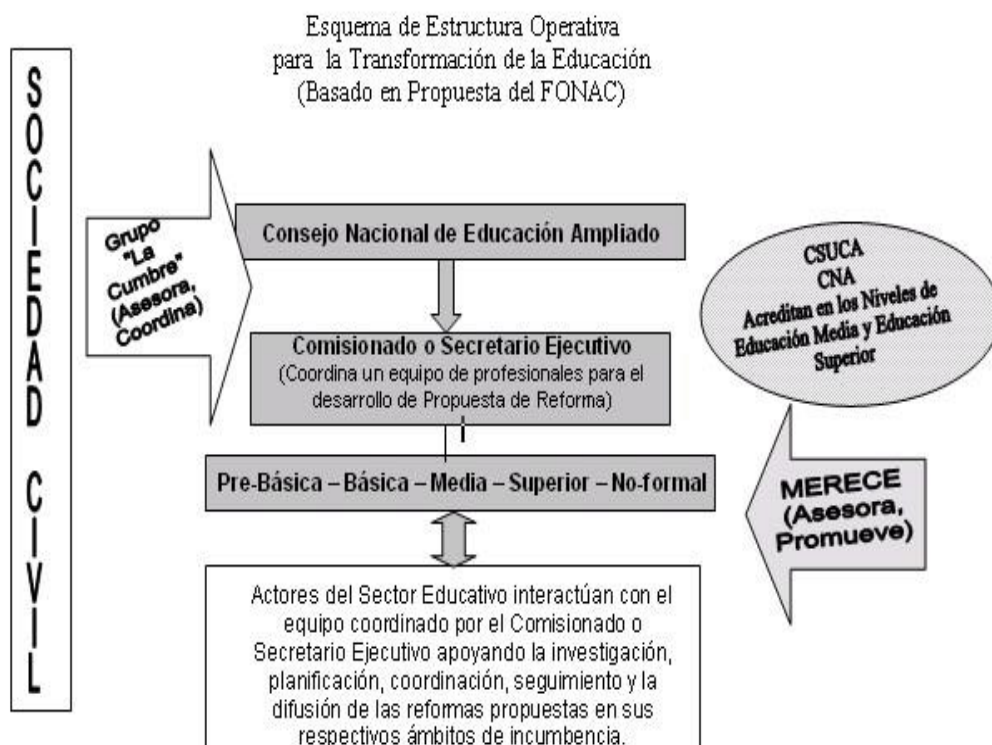 Esquema de Estructura Operativa
para la Transformación de la Educación
(Basado en Propuesta del FONAC)
SOCIEDAD CIVIL
Grupo
"La
Cumbre"
(Asesora,
Coordina)
Consejo Nacional de Educación Ampliado
CSUCA
CNA
Acreditan en los Niveles de
Educación Media y Educación
Superior
Comisionado o Secretario Ejecutivo
(Coordina un equipo de profesionales para el
desarrollo de Propuesta de Reforma)
Pre-Básica – Básica – Media – Superior – No-formal
MERECE
(Asesora,
Promueve)
Actores del Sector Educativo interactúan con el
equipo coordinado por el Comisionado o
Secretario Ejecutivo apoyando la investigación,
planificación, coordinación, seguimiento y la
difusión de las reformas propuestas en sus
respectivos ámbitos de incumbencia.